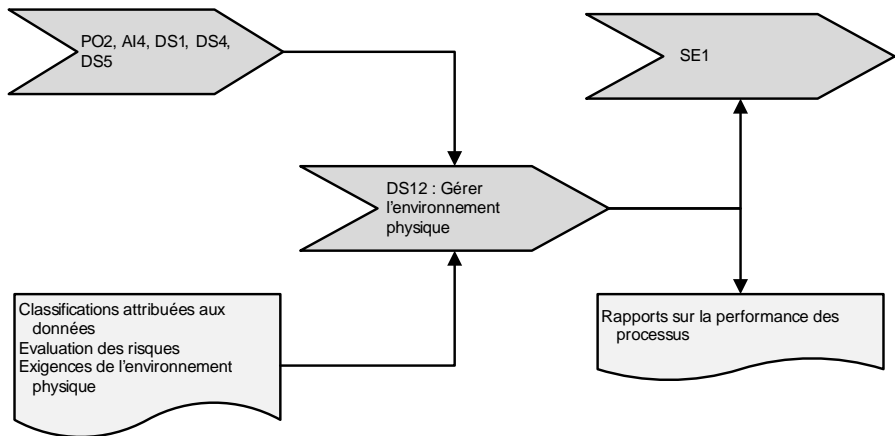 PO2, AI4, DS1, DS4,
DS5
SE1
DS12 : Gérer
l'environnement
physique
Classifications attribuées aux
données
Evaluation des risques
Exigences de l'environnement
physique
Rapports sur la performance des
processus